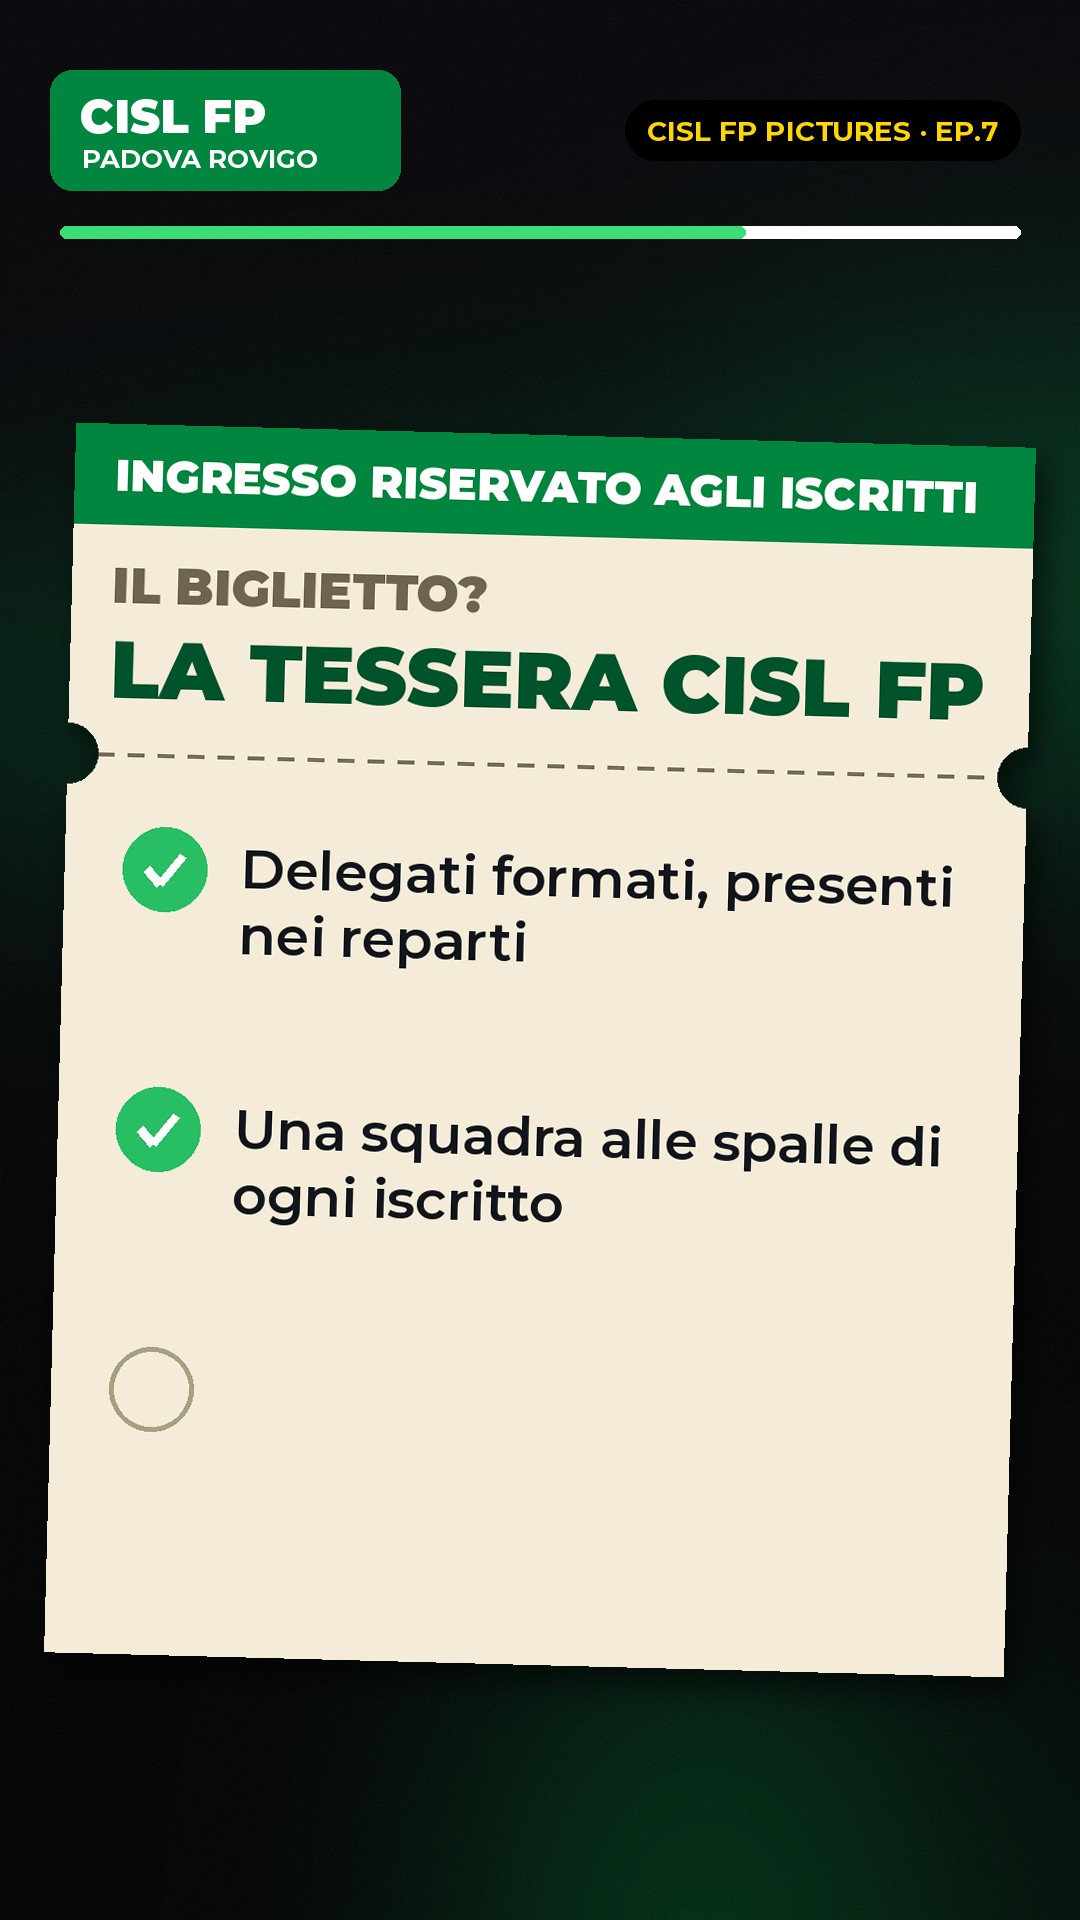 CISL FP
PADOVA ROVIGO
CISL FP PICTURES · EP.7
INGRESSO RISERVATO AGLI ISCRITTI
IL BIGLIETTO?
LA TESSERA CISL FP
Delegati formati, presenti
nei reparti
Una squadra alle spalle di
ogni iscritto